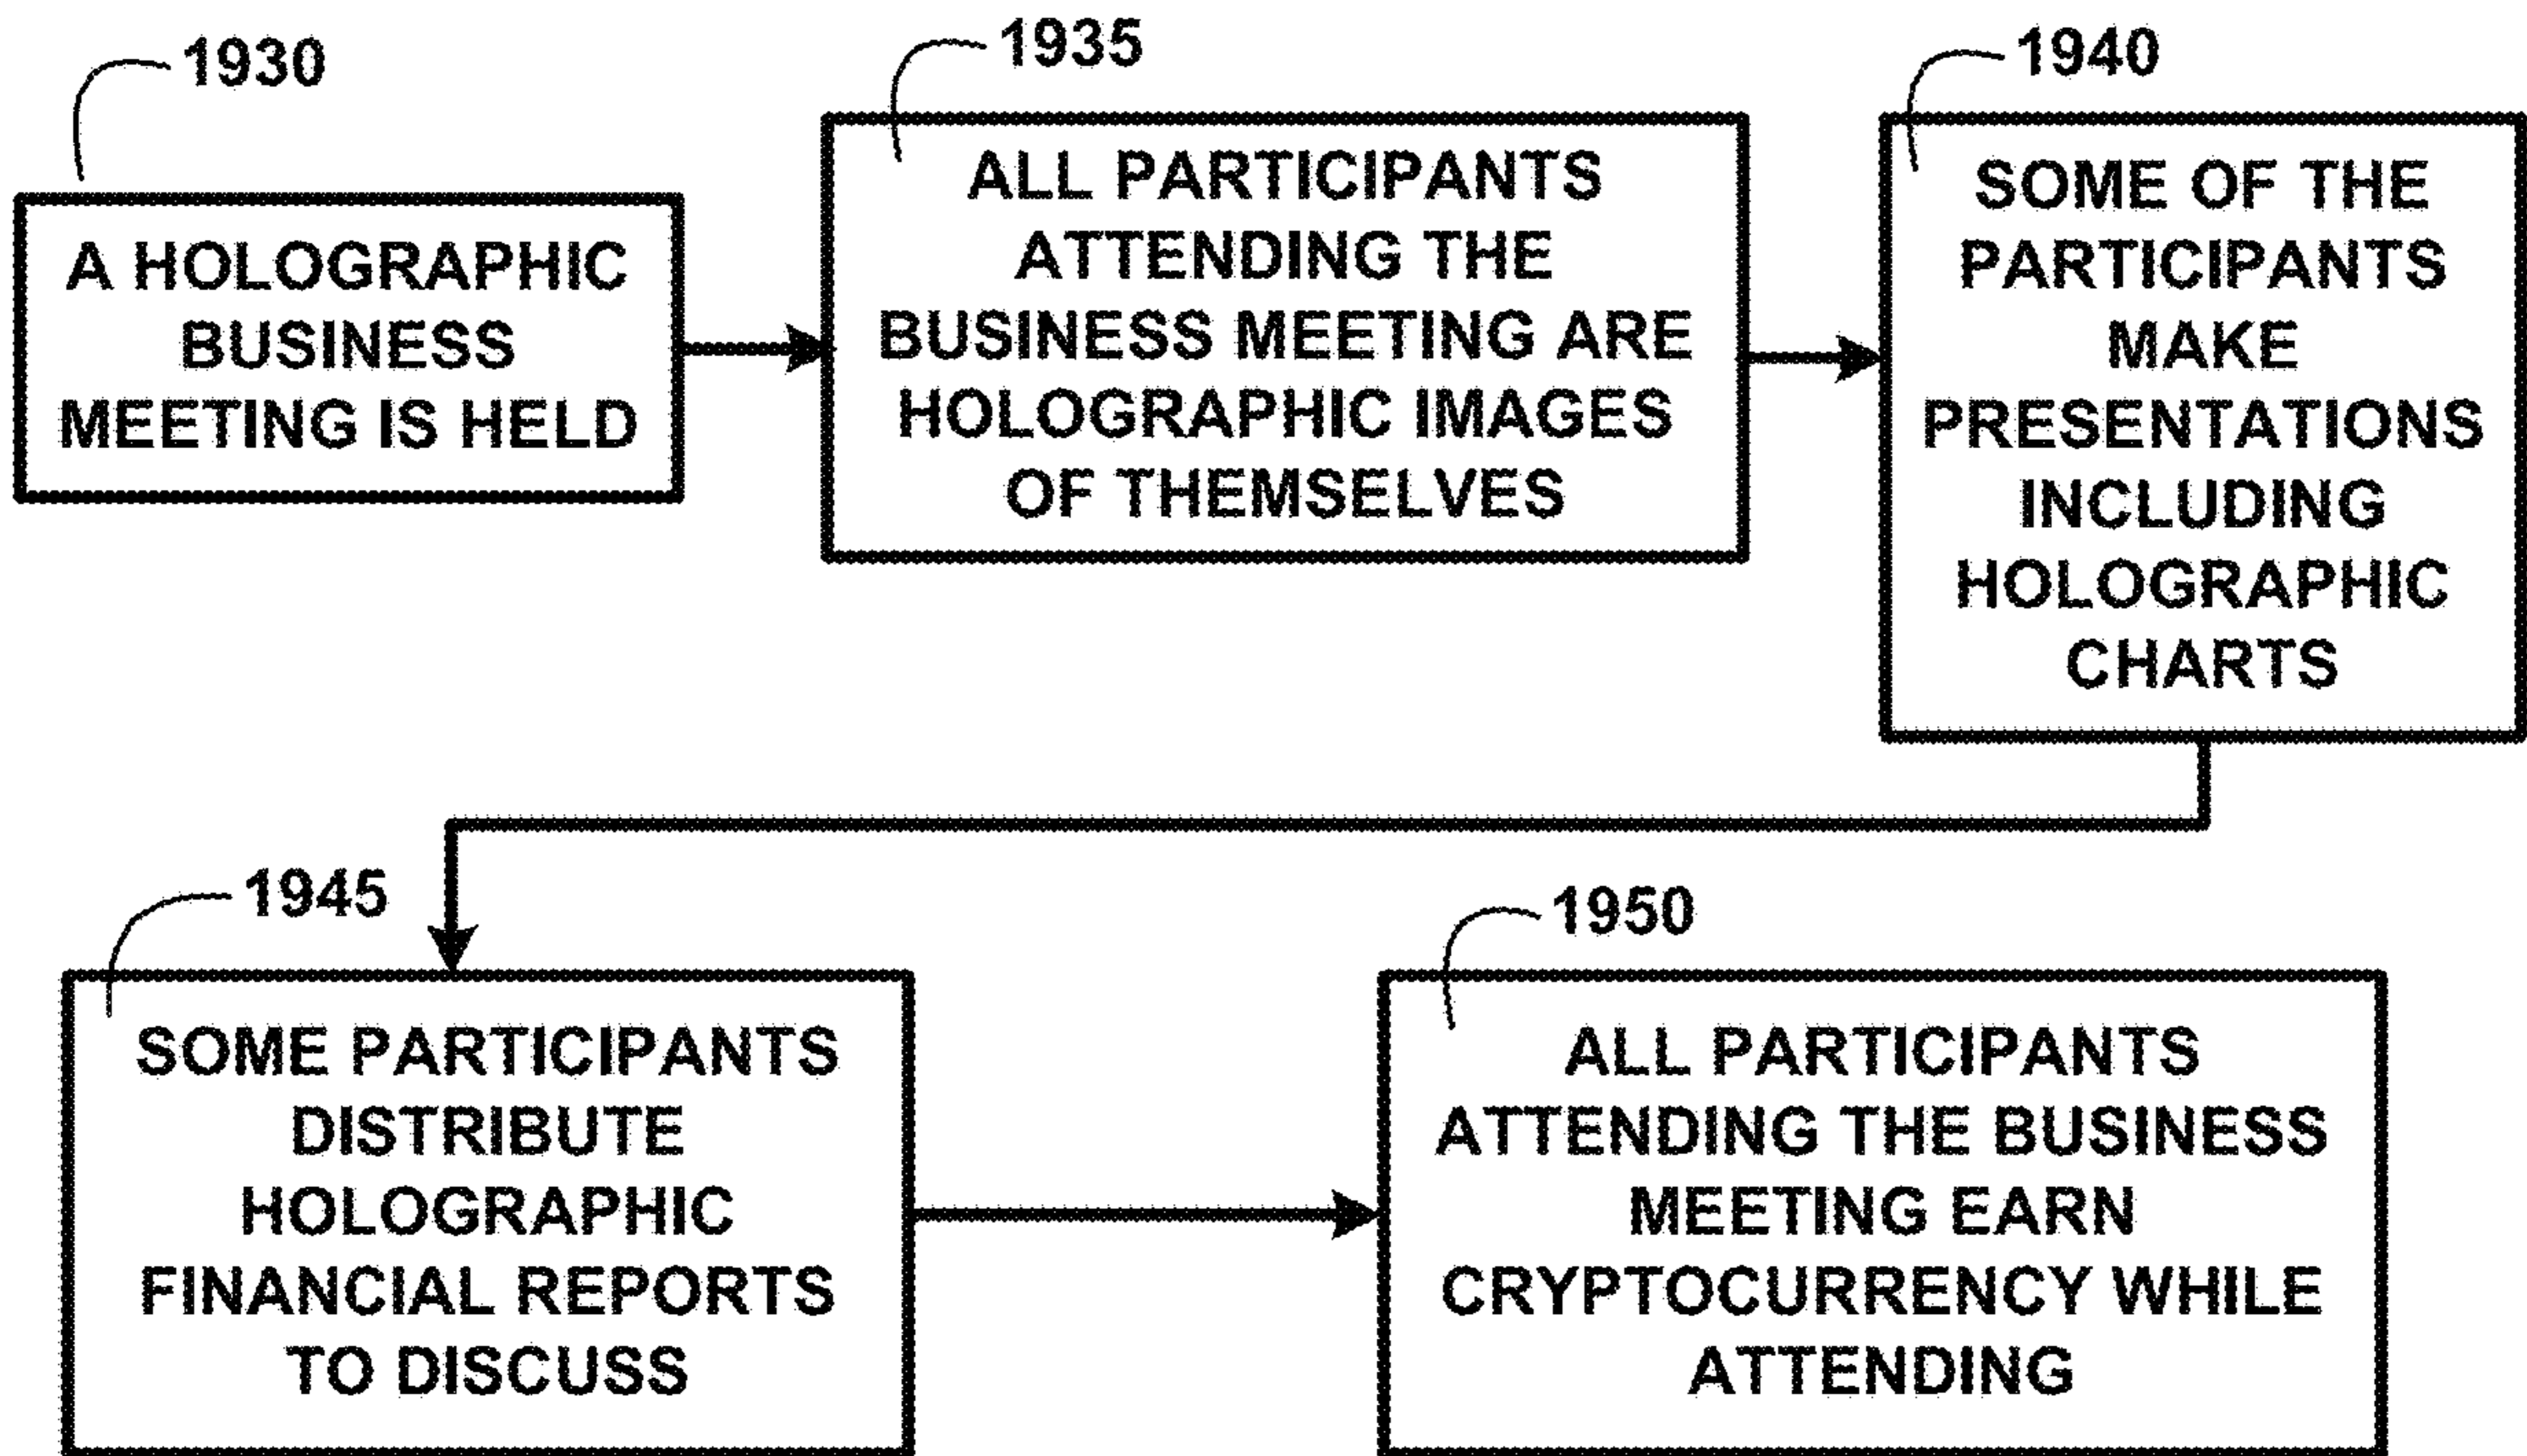 1930
A HOLOGRAPHIC
BUSINESS
MEETING IS HELD
1935
ALL PARTICIPANTS
ATTENDING THE
BUSINESS MEETING ARE
HOLOGRAPHIC IMAGES
OF THEMSELVES
1940
SOME OF THE
PARTICIPANTS
MAKE
PRESENTATIONS
INCLUDING
HOLOGRAPHIC
CHARTS
1945
SOME PARTICIPANTS
DISTRIBUTE
HOLOGRAPHIC
FINANCIAL REPORTS
TO DISCUSS
1950
ALL PARTICIPANTS
ATTENDING THE BUSINESS
MEETING EARN
CRYPTOCURRENCY WHILE
ATTENDING